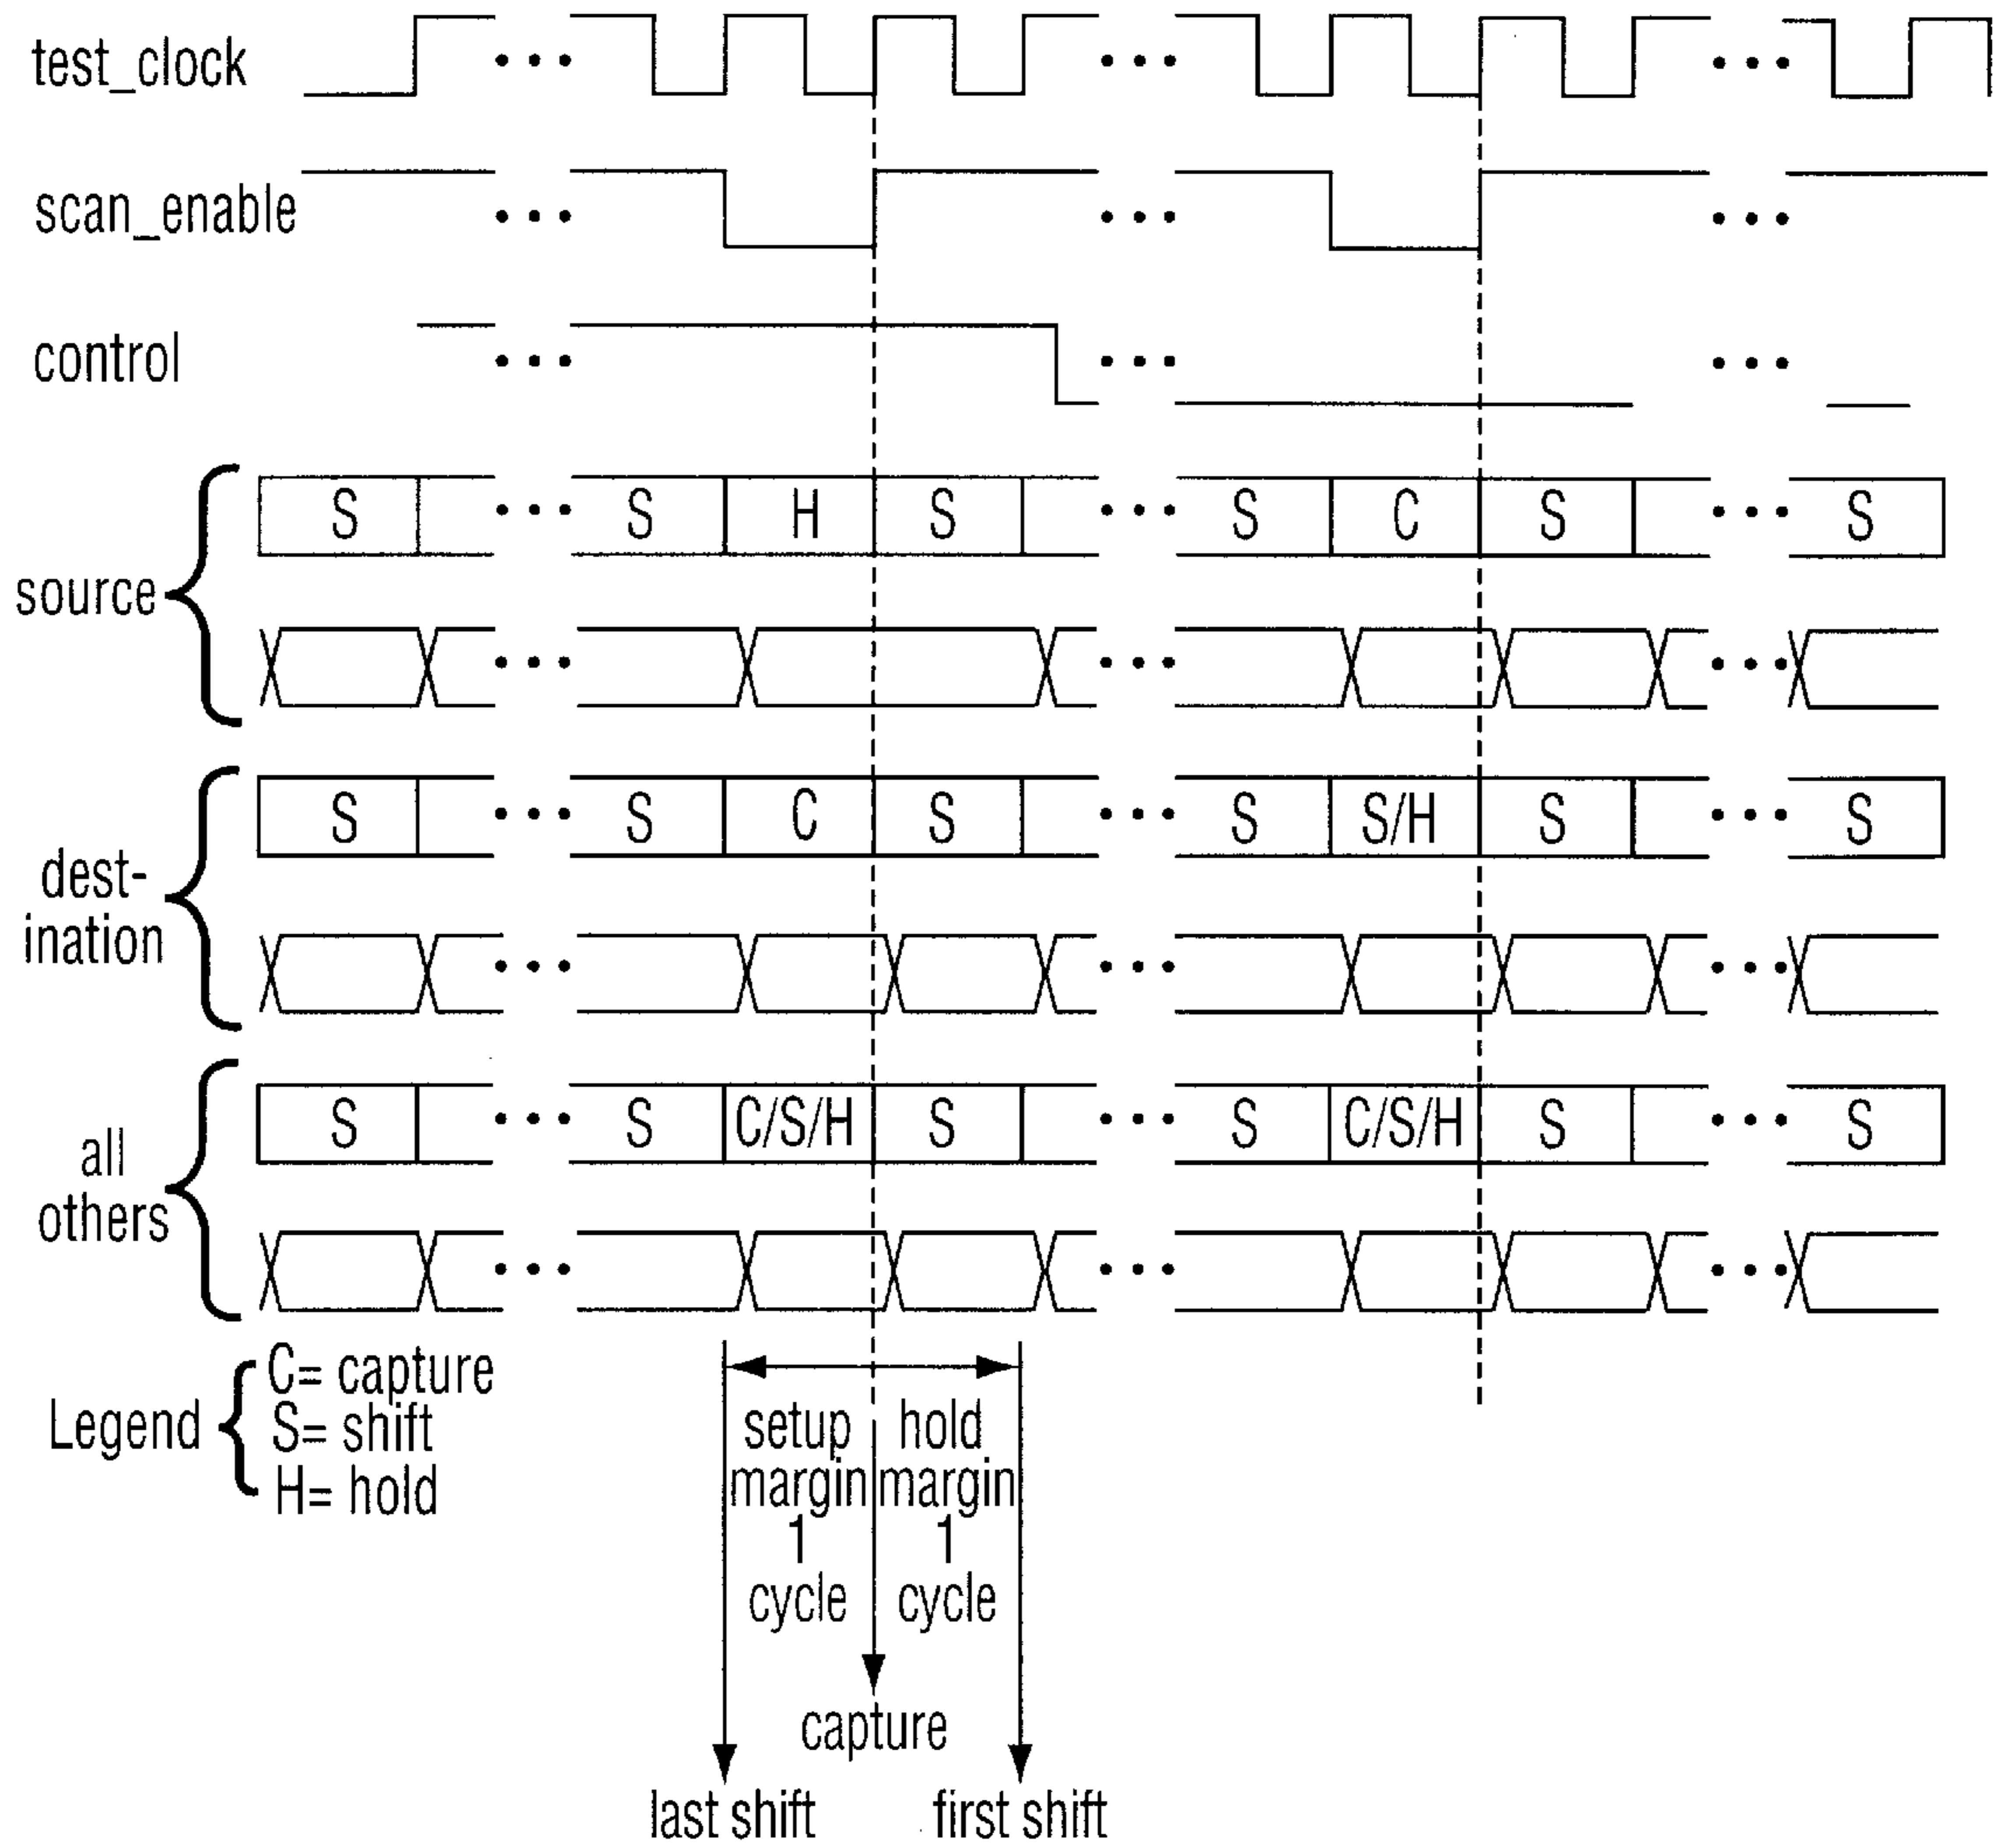 test_clock
scan_enable
control
source
S S H S S C S S
dest-
ination
S S C S S S/H S S
all
others
S S C/S/H S S C/S/H S S
Legend
C= capture
S= shift
H= hold
setup
margin
1
cycle
hold
margin
1
cycle
capture
last shift
first shift